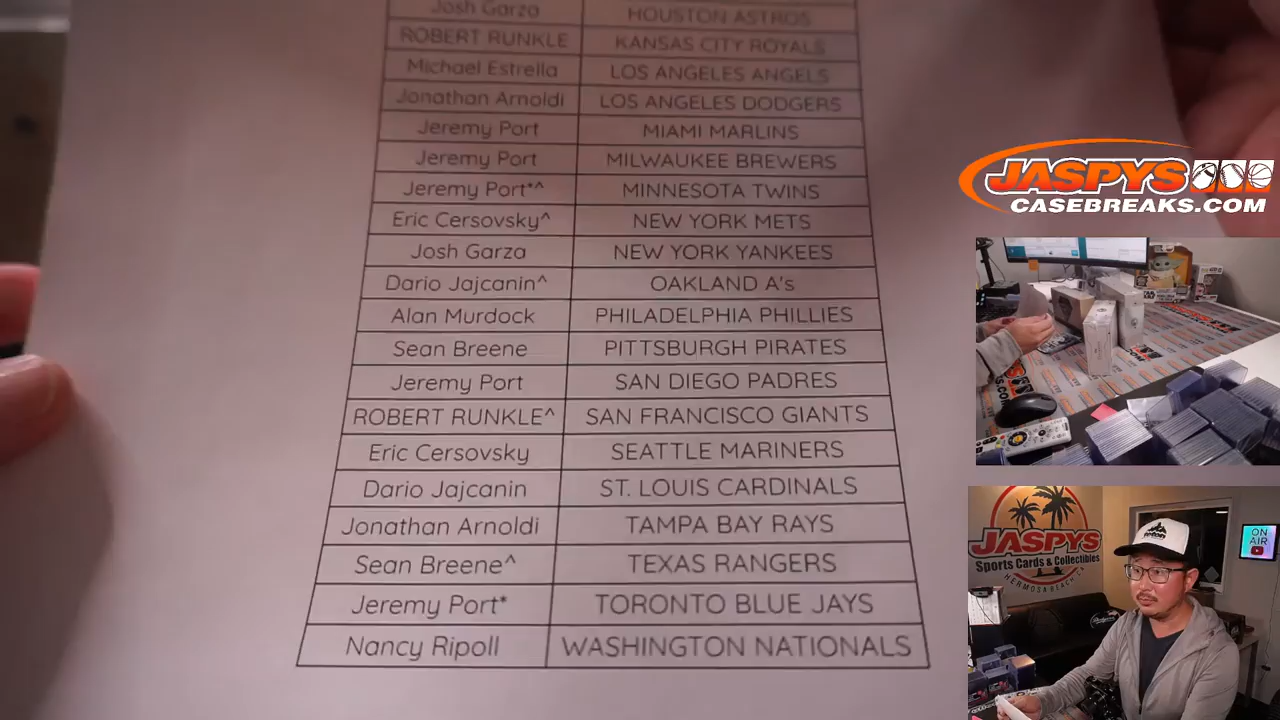 Josh Garza HOUSTON ASTROS
ROBERT RUNKLE KANSAS CITY ROYALS
Michael Estrella LOS ANGELES ANGELS
Jonathan Arnoldi LOS ANGELES DODGERS
Jeremy Port MIAMI MARLINS
Jeremy Port MILWAUKEE BREWERS
Jeremy Port*^ MINNESOTA TWINS
Eric Cersovsky^ NEW YORK METS
Josh Garza NEW YORK YANKEES
Dario Jajcanin^ OAKLAND A's
Alan Murdock PHILADELPHIA PHILLIES
Sean Breene PITTSBURGH PIRATES
Jeremy Port SAN DIEGO PADRES
ROBERT RUNKLE^ SAN FRANCISCO GIANTS
Eric Cersovsky SEATTLE MARINERS
Dario Jajcanin ST. LOUIS CARDINALS
Jonathan Arnoldi TAMPA BAY RAYS
Sean Breene^ TEXAS RANGERS
Jeremy Port* TORONTO BLUE JAYS
Nancy Ripoll WASHINGTON NATIONALS
JASPYS
CASEBREAKS.COM
JASPYS
Sports Cards & Collectibles
HERMOSA BEACH CA
ON
AIR